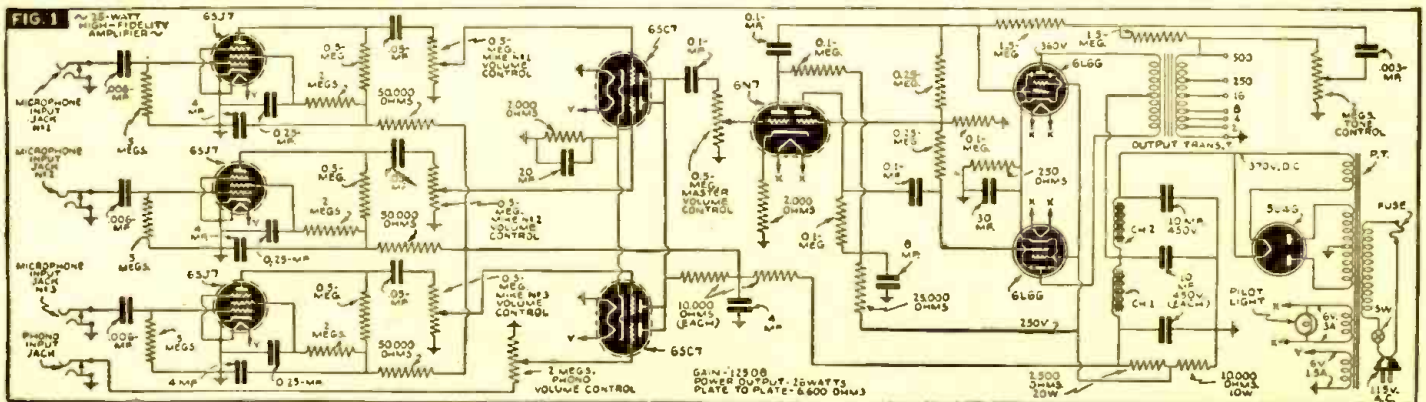 FIG. 1
~ 25-WATT
HIGH-FIDELITY
AMPLIFIER ~
6SJ7
.006-
MF.
MICROPHONE
INPUT
JACK
Nº1
5
MEGS.
4
MF.
0.25-
MF.
2
MEGS.
0.5-
MEG.
.05-
MF.
50,000
OHMS
0.5-
MEG.
MIKE Nº1
VOLUME
CONTROL
MICROPHONE
INPUT
JACK
Nº2
6SJ7
.006-
MF.
5
MEGS.
4
MF.
0.25-MF.
2
MEGS.
0.5-
MEG.
50,000
OHMS
0.5-
MEG.
MIKE Nº2
VOLUME
CONTROL
MICROPHONE
INPUT
JACK
Nº3
6SJ7
.006-
MF.
5
MEGS.
4 MF.
0.25-MF.
2
MEGS.
0.5-
MEG.
.05-
MF.
50,000
OHMS
0.5-
MEG.
MIKE Nº3
VOLUME
CONTROL
PHONO
INPUT
JACK
2 MEGS. PHONO
VOLUME CONTROL
6SC7
Y
2,000
OHMS
20
MF.
Y
6SC7
0.1-
MF.
0.5-
MEG.
MASTER
VOLUME
CONTROL
10,000
OHMS
(EACH)
4
MF.
0.1-
MF.
0.1-
MEG.
6N7
X X
2,000
OHMS
0.1-
MEG.
0.1-
MF.
8
MF.
25,000
OHMS
0.25-
MEG.
0.25-
MEG.
0.1-
MEG.
250
OHMS
30
MF.
1.5-
MEG.
1.5-
MEG.
360V.
6L6G
X X
X X
6L6G
250V.
OUTPUT TRANS., T.
500
250
16
8
4
2
.003-
MF.
2
MEGS.
TONE
CONTROL
370V., D.C.
CH.2
CH.1
10 MF.
450V.
10
MF.
450V.
(EACH)
2,500
OHMS.
20W.
10,000
OHMS.
10W.
5U4G
P.T.
FUSE
PILOT
LIGHT
X
X
6V.
3A.
Y
6V.
1.5A.
SW.
115V.
A.C.
GAIN-125DB
POWER OUTPUT-26WATTS
PLATE TO PLATE-6,600 OHMS